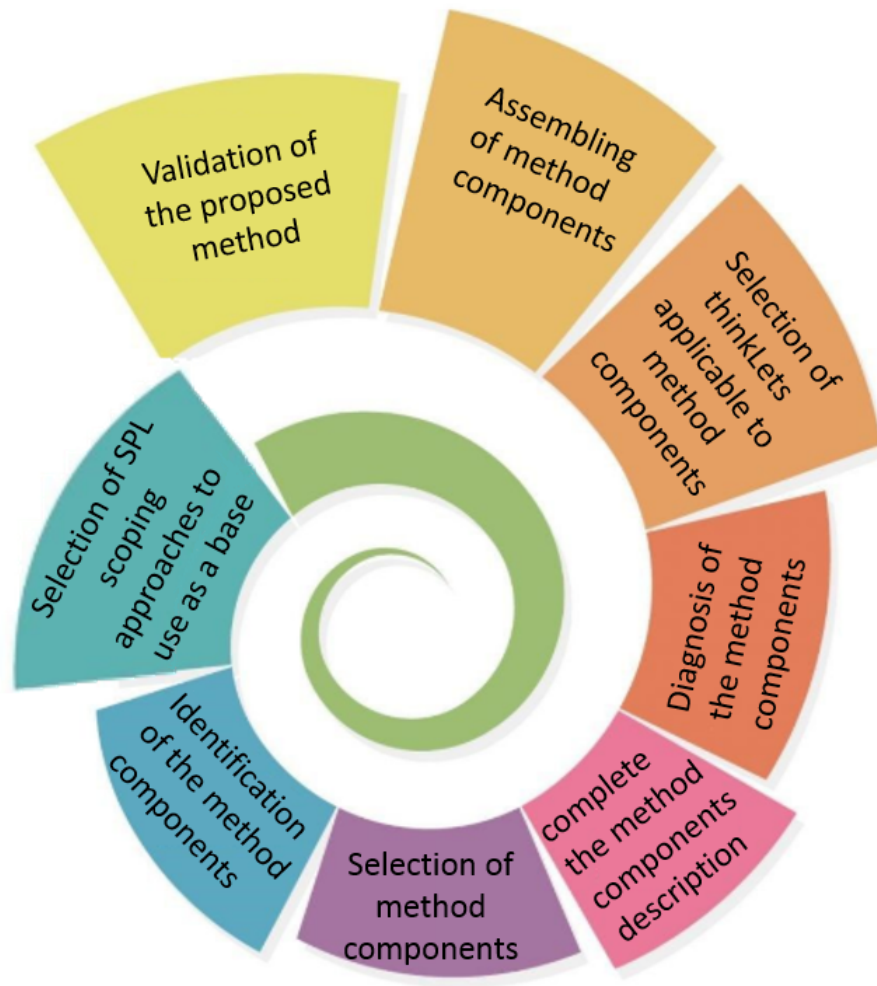 Validation of
the proposed
method
Assembling
of method
components
Selection of
thinkLets
applicable to
method
components
Diagnosis of
the method
components
complete
the method
components
description
Selection of
method
components
Identification
of the method
components
Selection of SPL
scoping
approaches to
use as a base